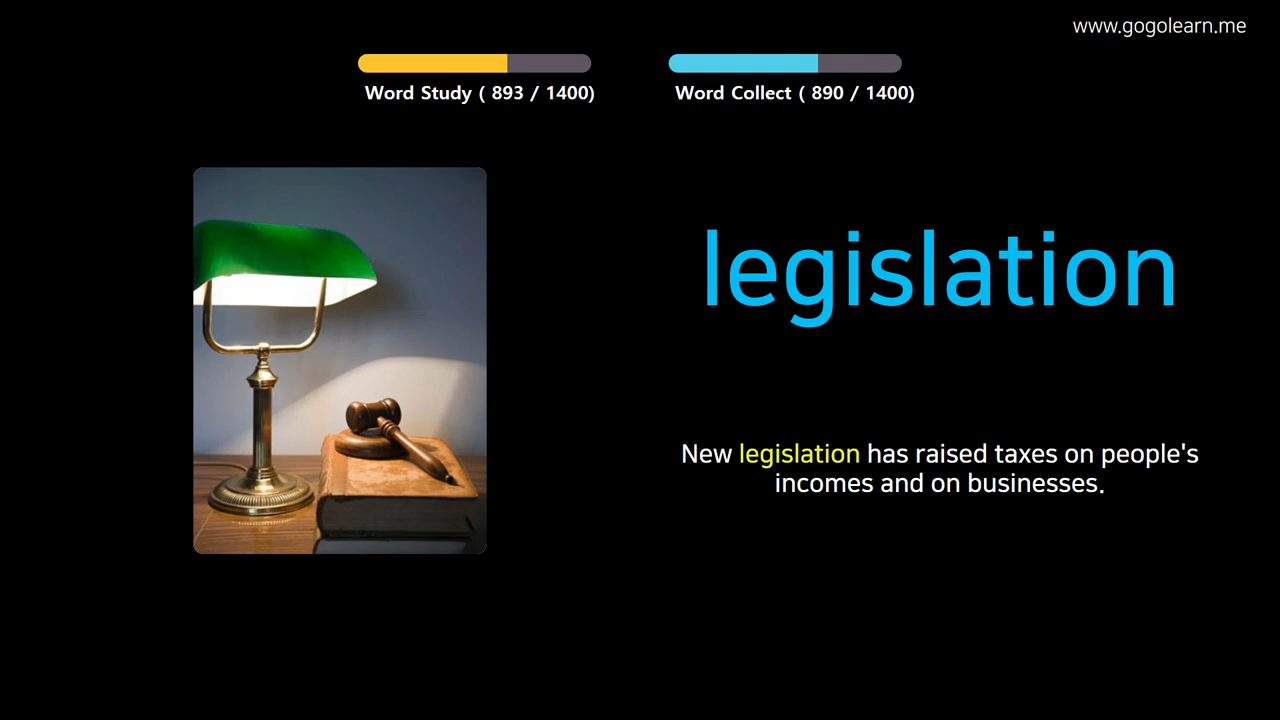 www.gogolearn.me
Word Study ( 893 / 1400)
Word Collect ( 890 / 1400)
legislation
New legislation has raised taxes on people's
incomes and on businesses.